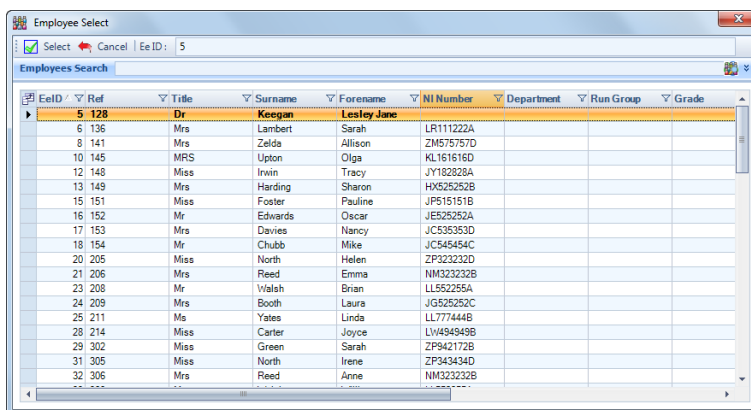 Employee Select
Select Cancel EeID: 5
Employees Search
EeID Ref Title Surname Forename NI Number Department Run Group Grade
5 128 Dr Keegan Lesley Jane
6 136 Mrs Lambert Sarah LR111222A
8 141 Mrs Zelda Allison ZM575757D
10 145 MRS Upton Olga KL161616D
12 148 Miss Irwin Tracy JY182828A
13 149 Mrs Harding Sharon HX525252B
15 151 Miss Foster Pauline JP515151B
16 152 Mr Edwards Oscar JE525252A
17 153 Mrs Davies Nancy JC535353D
18 154 Mr Chubb Mike JC545454C
20 205 Miss North Helen ZP323232D
21 206 Mrs Reed Emma NM323232B
23 208 Mr Walsh Brian LL552255A
24 209 Mrs Booth Laura JG525252C
25 211 Ms Yates Linda LL777444B
28 214 Miss Carter Joyce LW494949B
29 302 Miss Green Sarah ZP942172B
31 305 Miss North Irene ZP343434D
32 306 Mrs Reed Anne NM323232B